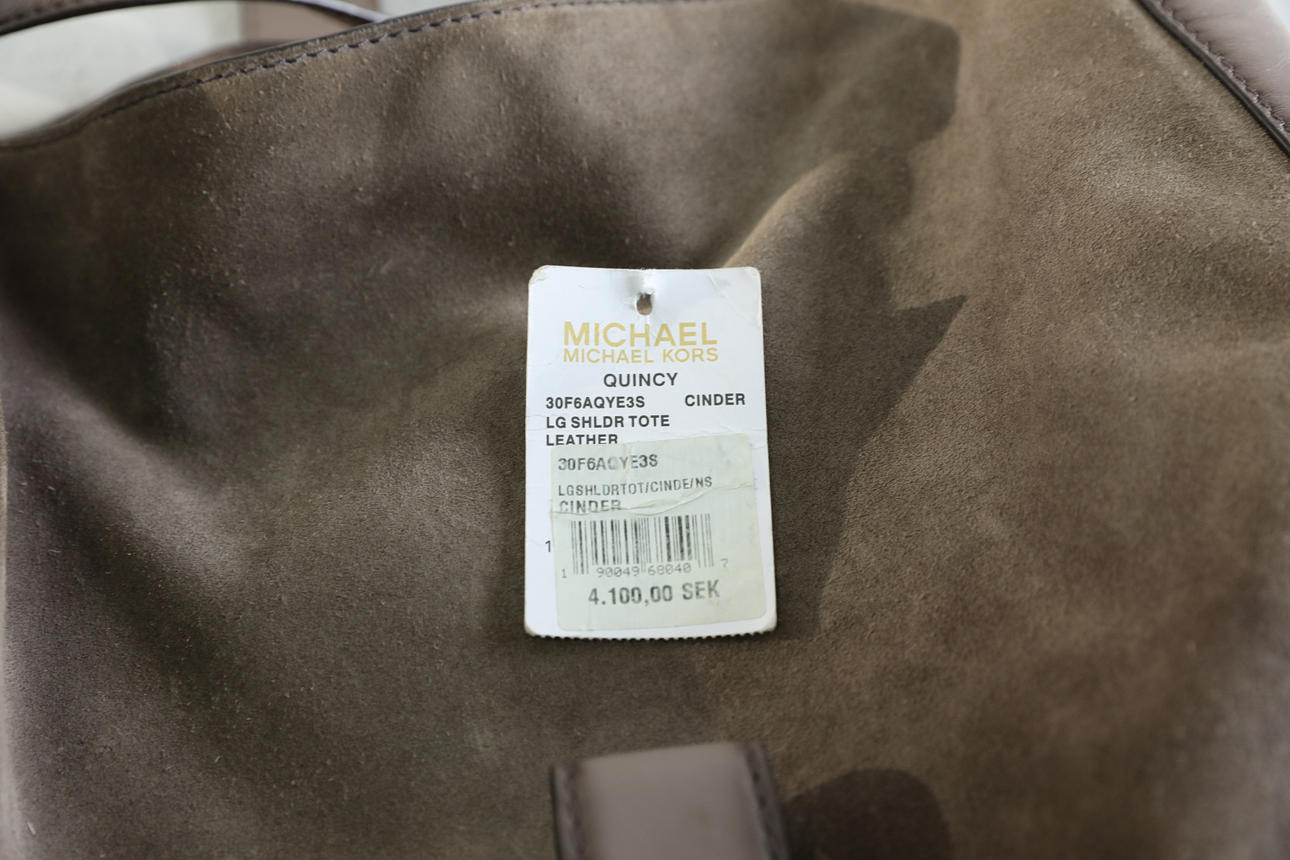 MICHAEL
MICHAEL KORS
QUINCY
30F6AQYE3S CINDER
LG SHLDR TOTE
LEATHER
30F6AQYE3S
LGSHLDRTOT/CINDE/NS
CINDER
1
1 90049 68040 7
4.100,00 SEK